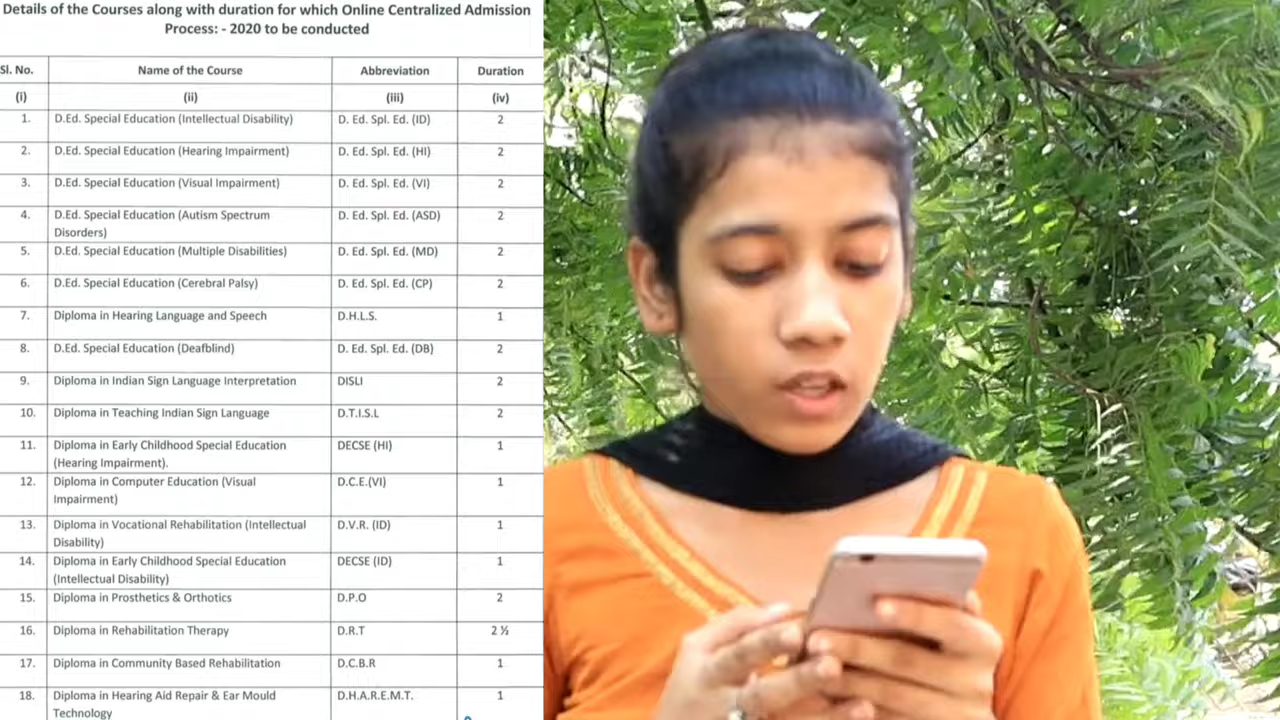 Details of the Courses along with duration for which Online Centralized Admission
Process: - 2020 to be conducted
Sl. No. Name of the Course Abbreviation Duration
(i) (ii) (iii) (iv)
1. D.Ed. Special Education (Intellectual Disability) D. Ed. Spl. Ed. (ID) 2
2. D.Ed. Special Education (Hearing Impairment) D. Ed. Spl. Ed. (HI) 2
3. D.Ed. Special Education (Visual Impairment) D. Ed. Spl. Ed. (VI) 2
4. D.Ed. Special Education (Autism Spectrum D. Ed. Spl. Ed. (ASD) 2
Disorders)
5. D.Ed. Special Education (Multiple Disabilities) D. Ed. Spl. Ed. (MD) 2
6. D.Ed. Special Education (Cerebral Palsy) D. Ed. Spl. Ed. (CP) 2
7. Diploma in Hearing Language and Speech D.H.L.S. 1
8. D.Ed. Special Education (Deafblind) D. Ed. Spl. Ed. (DB) 2
9. Diploma in Indian Sign Language Interpretation DISLI 2
10. Diploma in Teaching Indian Sign Language D.T.I.S.L 2
11. Diploma in Early Childhood Special Education DECSE (HI) 1
(Hearing Impairment).
12. Diploma in Computer Education (Visual D.C.E.(VI) 1
Impairment)
13. Diploma in Vocational Rehabilitation (Intellectual D.V.R. (ID) 1
Disability)
14. Diploma in Early Childhood Special Education DECSE (ID) 1
(Intellectual Disability)
15. Diploma in Prosthetics & Orthotics D.P.O 2
16. Diploma in Rehabilitation Therapy D.R.T 2 ½
17. Diploma in Community Based Rehabilitation D.C.B.R 1
18. Diploma in Hearing Aid Repair & Ear Mould D.H.A.R.E.M.T. 1
Technology